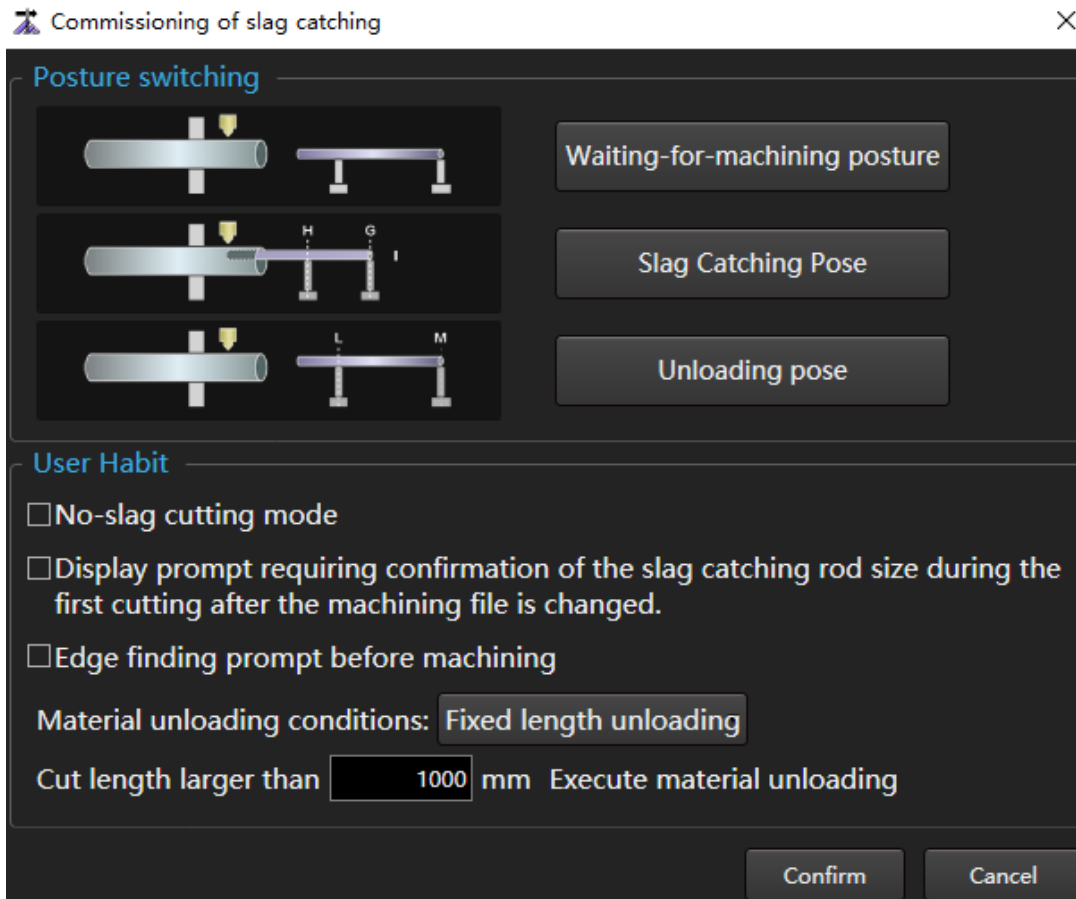 Commissioning of slag catching
Posture switching
Waiting-for-machining posture
H G
I
Slag Catching Pose
L M
Unloading pose
User Habit
No-slag cutting mode
Display prompt requiring confirmation of the slag catching rod size during the
first cutting after the machining file is changed.
Edge finding prompt before machining
Material unloading conditions: Fixed length unloading
Cut length larger than 1000 mm Execute material unloading
Confirm Cancel